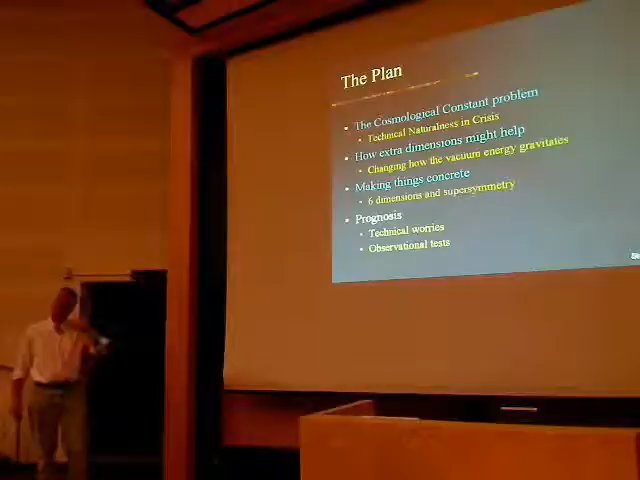 The Plan
• The Cosmological Constant problem
• Technical Naturalness in Crisis
• How extra dimensions might help
• Changing how the vacuum energy gravitates
• Making things concrete
• 6 dimensions and supersymmetry
• Prognosis
• Technical worries
• Observational tests